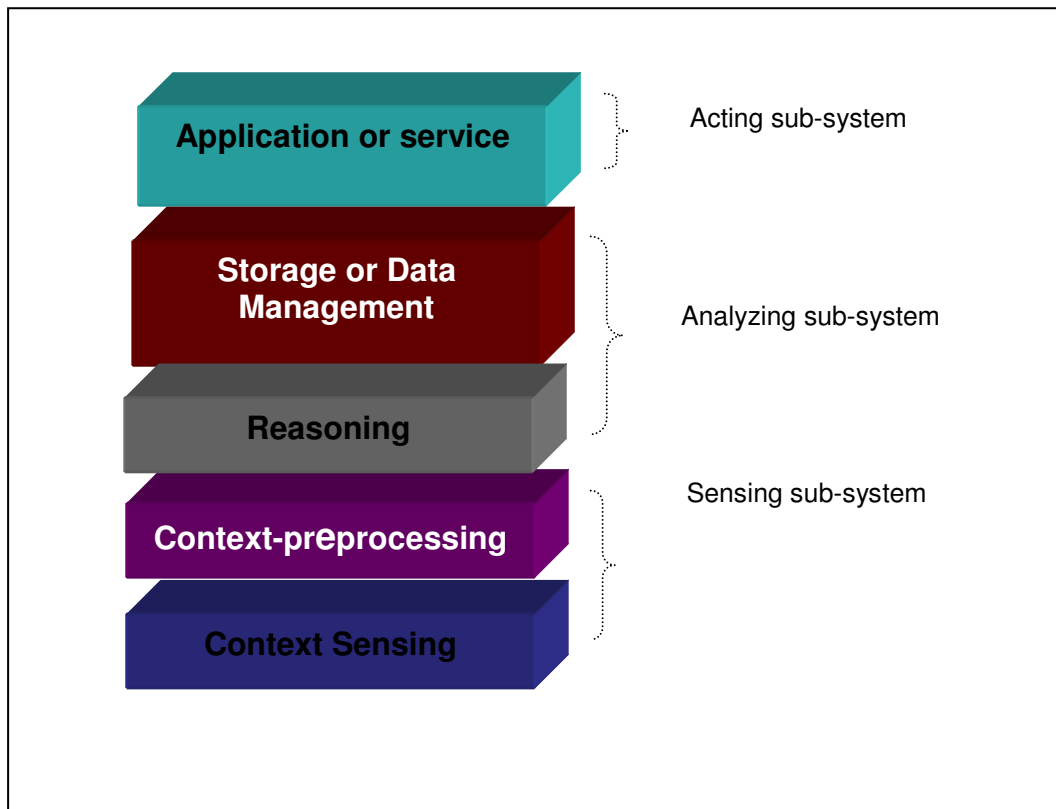 Application or service
Acting sub-system
Storage or Data
Management
Analyzing sub-system
Reasoning
Sensing sub-system
Context-preprocessing
Context Sensing